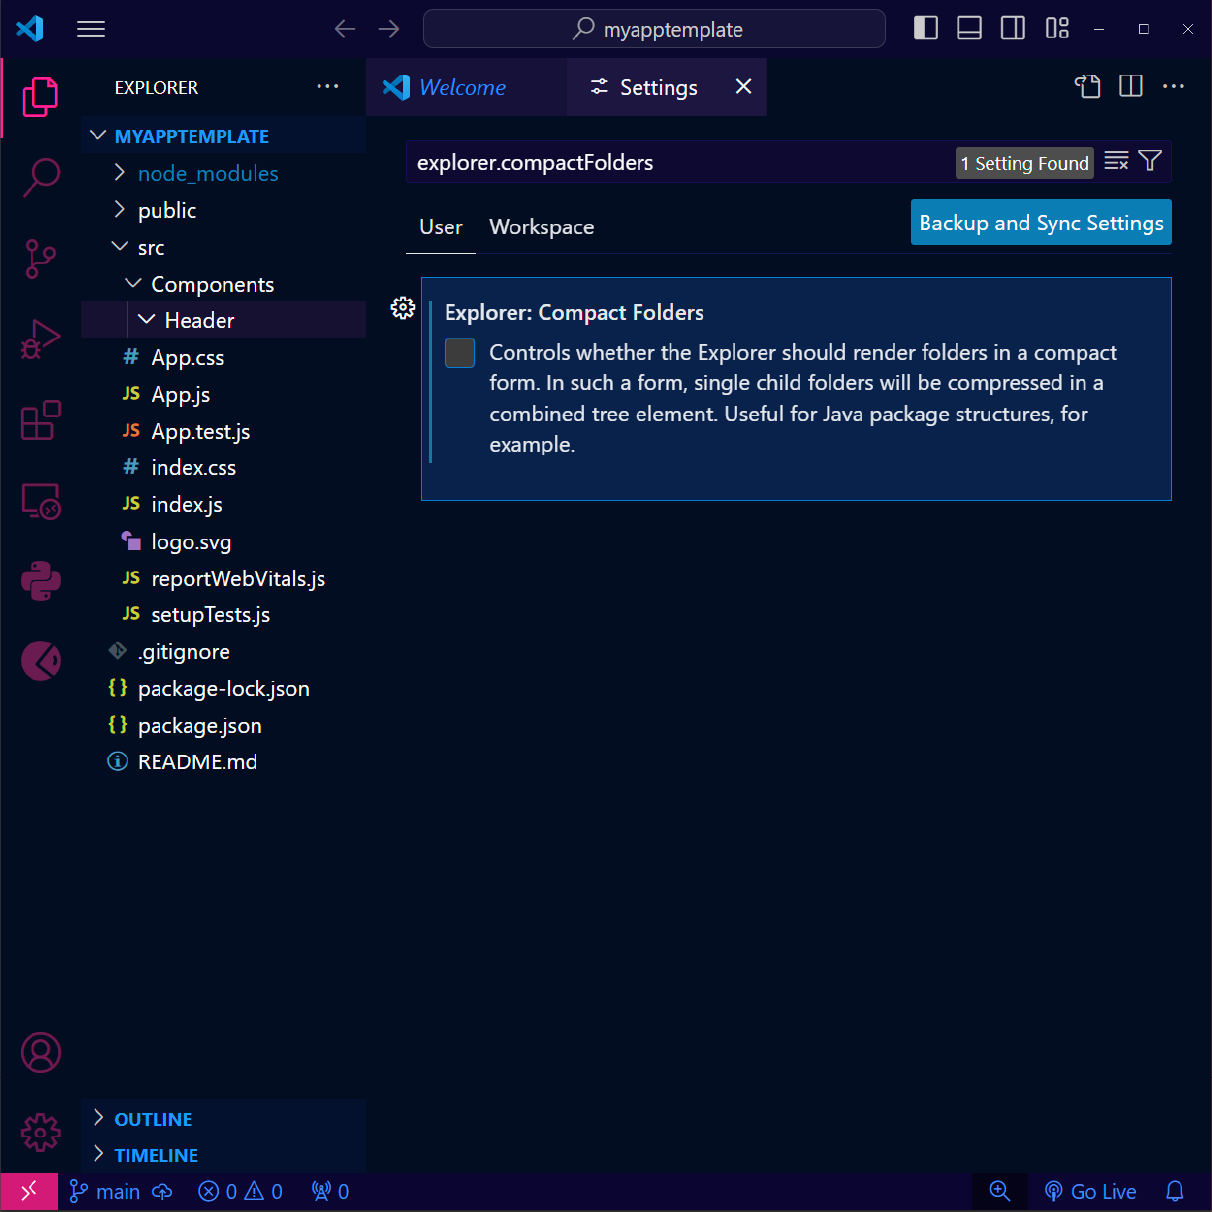 myapptemplate
EXPLORER
Welcome
Settings
MYAPPTEMPLATE
node_modules
public
src
Components
Header
# App.css
JS App.js
JS App.test.js
# index.css
JS index.js
logo.svg
JS reportWebVitals.js
JS setupTests.js
.gitignore
{} package-lock.json
{} package.json
README.md
OUTLINE
TIMELINE
explorer.compactFolders
1 Setting Found
User
Workspace
Backup and Sync Settings
Explorer: Compact Folders
Controls whether the Explorer should render folders in a compact
form. In such a form, single child folders will be compressed in a
combined tree element. Useful for Java package structures, for
example.
main
0
0
0
Go Live